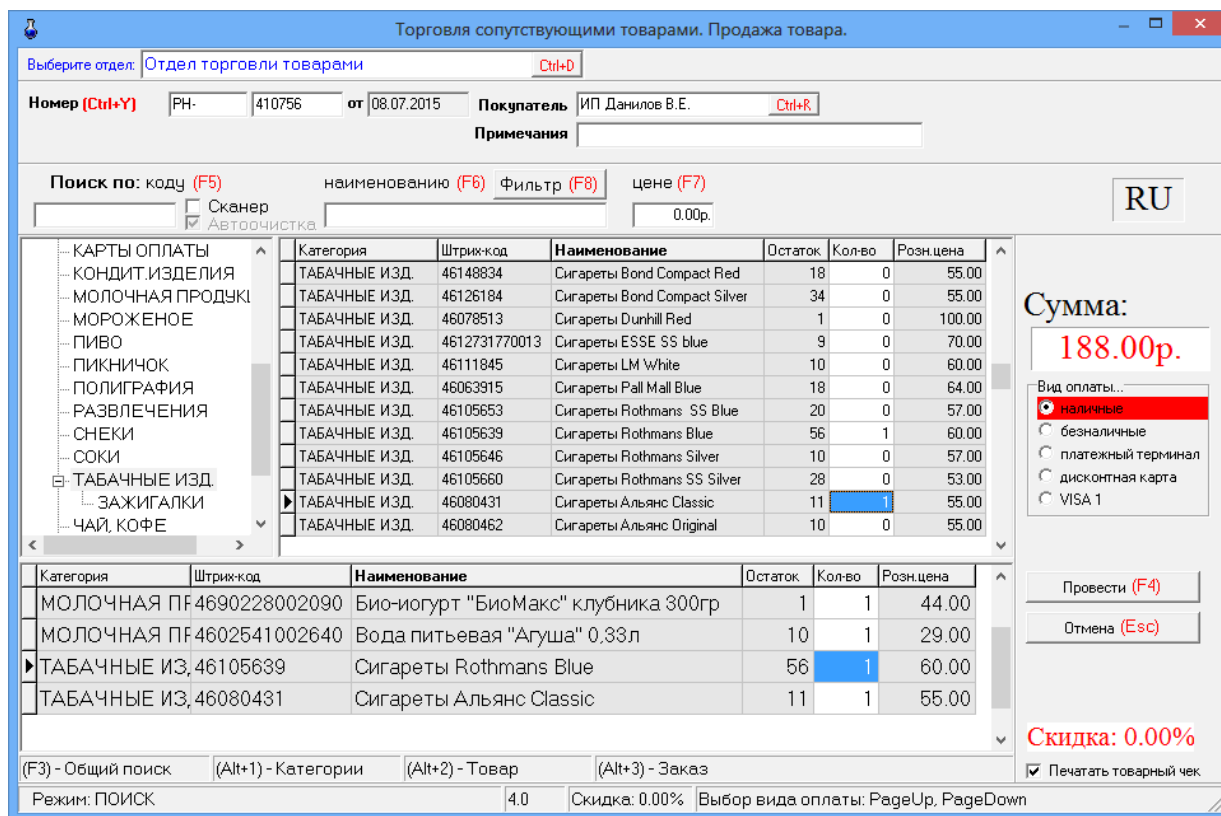 Торговля сопутствующими товарами. Продажа товара.
Выберите отдел: Отдел торговли товарами Ctrl+D
Номер (Ctrl+Y) РН- 410756 от 08.07.2015 Покупатель ИП Данилов В.Е. Ctrl+R
Примечания
Поиск по: коду (F5) наименованию (F6) Фильтр (F8) цене (F7)
Сканер
Автоочистка 0.00р.
RU
КАРТЫ ОПЛАТЫ
КОНДИТ.ИЗДЕЛИЯ
МОЛОЧНАЯ ПРОДУКЦ
МОРОЖЕНОЕ
ПИВО
ПИКНИЧОК
ПОЛИГРАФИЯ
РАЗВЛЕЧЕНИЯ
СНЕКИ
СОКИ
ТАБАЧНЫЕ ИЗД.
ЗАЖИГАЛКИ
ЧАЙ, КОФЕ
Категория Штрих-код Наименование Остаток Кол-во Розн.цена
ТАБАЧНЫЕ ИЗД. 46148834 Сигареты Bond Compact Red 18 0 55.00
ТАБАЧНЫЕ ИЗД. 46126184 Сигареты Bond Compact Silver 34 0 55.00
ТАБАЧНЫЕ ИЗД. 46078513 Сигареты Dunhill Red 1 0 100.00
ТАБАЧНЫЕ ИЗД. 4612731770013 Сигареты ESSE SS blue 9 0 70.00
ТАБАЧНЫЕ ИЗД. 46111845 Сигареты LM White 10 0 60.00
ТАБАЧНЫЕ ИЗД. 46063915 Сигареты Pall Mall Blue 18 0 64.00
ТАБАЧНЫЕ ИЗД. 46105653 Сигареты Rothmans SS Blue 20 0 57.00
ТАБАЧНЫЕ ИЗД. 46105639 Сигареты Rothmans Blue 56 1 60.00
ТАБАЧНЫЕ ИЗД. 46105646 Сигареты Rothmans Silver 10 0 57.00
ТАБАЧНЫЕ ИЗД. 46105660 Сигареты Rothmans SS Silver 28 0 53.00
ТАБАЧНЫЕ ИЗД. 46080431 Сигареты Альянс Classic 11 1 55.00
ТАБАЧНЫЕ ИЗД. 46080462 Сигареты Альянс Original 10 0 55.00
Сумма:
188.00р.
Вид оплаты...
наличные
безналичные
платежный терминал
дисконтная карта
VISA 1
Категория Штрих-код Наименование Остаток Кол-во Розн.цена
МОЛОЧНАЯ ПР 4690228002090 Био-иогурт "БиоМакс" клубника 300гр 1 1 44.00
МОЛОЧНАЯ ПР 4602541002640 Вода питьевая "Агуша" 0,33л 10 1 29.00
ТАБАЧНЫЕ ИЗД 46105639 Сигареты Rothmans Blue 56 1 60.00
ТАБАЧНЫЕ ИЗД 46080431 Сигареты Альянс Classic 11 1 55.00
Провести (F4)
Отмена (Esc)
Скидка: 0.00%
Печатать товарный чек
(F3) - Общий поиск (Alt+1) - Категории (Alt+2) - Товар (Alt+3) - Заказ
Режим: ПОИСК 4.0 Скидка: 0.00% Выбор вида оплаты: PageUp, PageDown